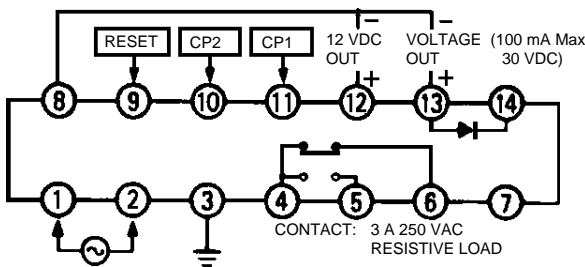 RESET CP2 CP1 12 VDC OUT VOLTAGE OUT (100 mA Max 30 VDC)
− −
+ +
8 9 10 11 12 13 14
1 2 3 4 5 6 7
CONTACT: 3 A 250 VAC
RESISTIVE LOAD